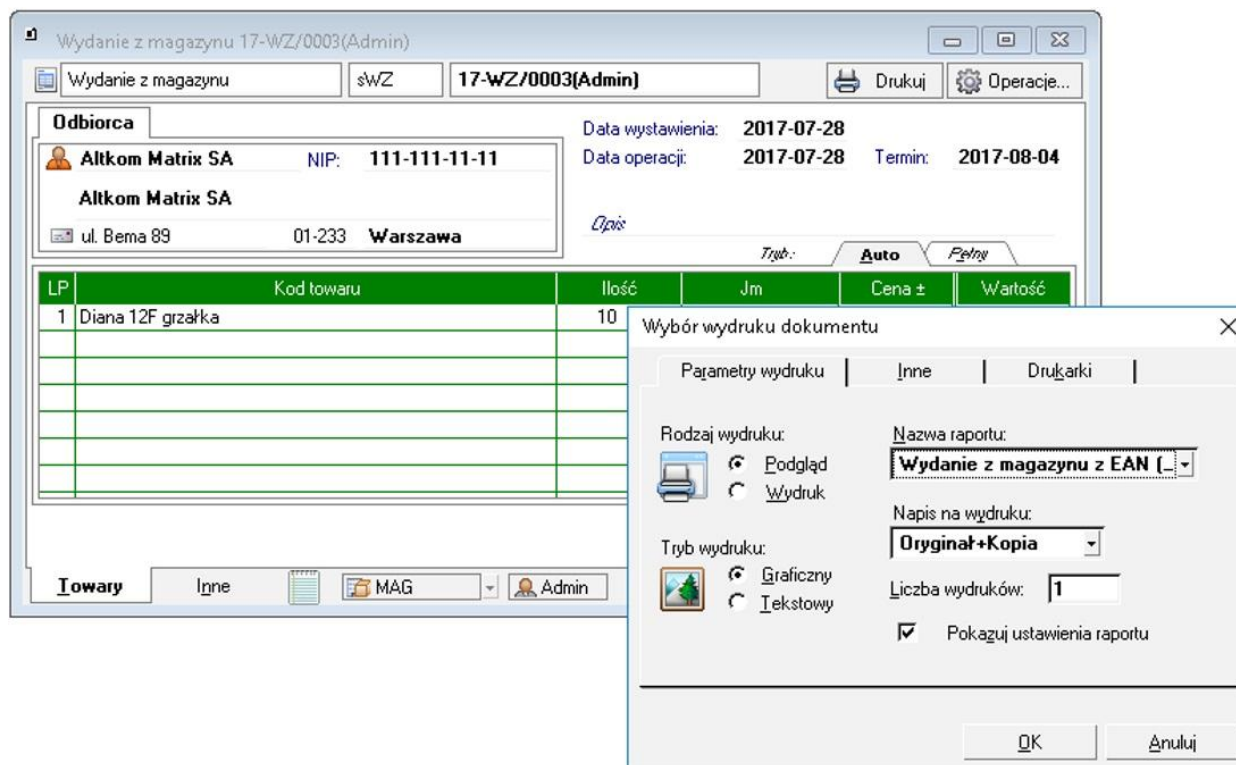 Wydanie z magazynu 17-WZ/0003(Admin)
Wydanie z magazynu sWZ 17-WZ/0003(Admin) Drukuj Operacje...
Odbiorca
Data wystawienia: 2017-07-28
Altkom Matrix SA NIP: 111-111-11-11
Data operacji: 2017-07-28 Termin: 2017-08-04
Altkom Matrix SA
Opis
ul. Bema 89 01-233 Warszawa
Tryb: Auto Pełny
LP Kod towaru Ilość Jm Cena ± Wartość
1 Diana 12F grzałka 10
Towary Inne MAG Admin
Wybór wydruku dokumentu
Parametry wydruku Inne Drukarki
Rodzaj wydruku:
Podgląd
Wydruk
Nazwa raportu:
Wydanie z magazynu z EAN (_
Napis na wydruku:
Oryginał+Kopia
Tryb wydruku:
Graficzny
Tekstowy
Liczba wydruków: 1
Pokazuj ustawienia raportu
OK Anuluj